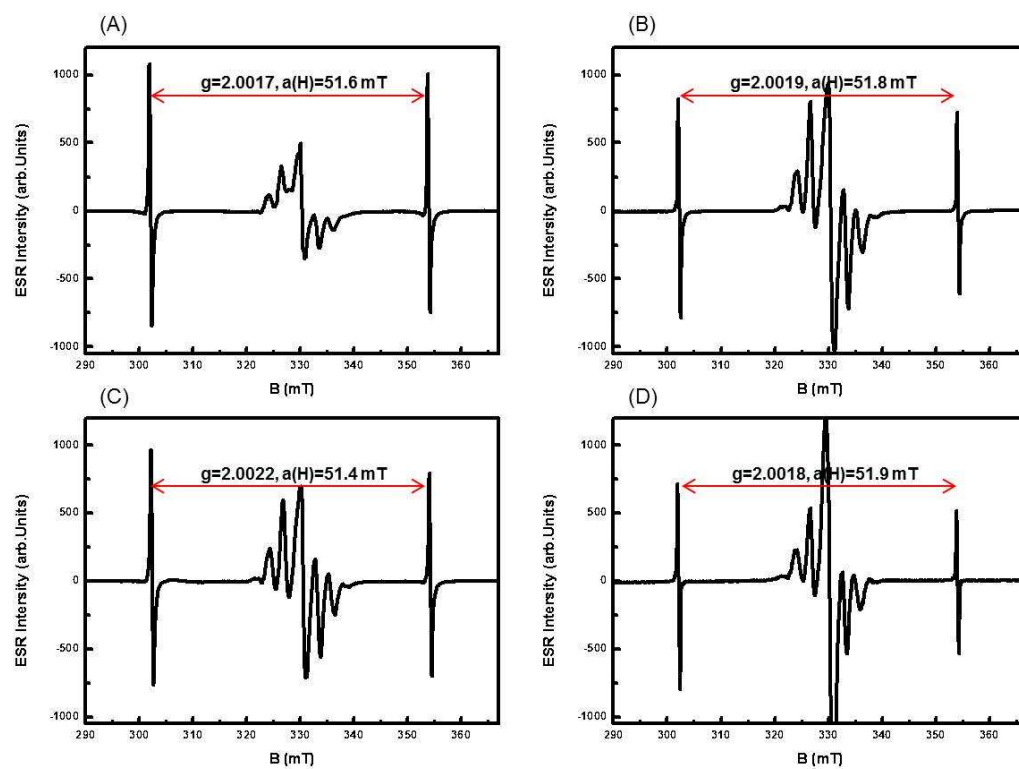 (A)
g=2.0017, a(H)=51.6 mT
ESR Intensity (arb.Units)
1000
500
0
-500
-1000
290 300 310 320 330 340 350 360
B (mT)
(B)
g=2.0019, a(H)=51.8 mT
ESR Intensity (arb.Units)
1000
500
0
-500
-1000
290 300 310 320 330 340 350 360
B (mT)
(C)
g=2.0022, a(H)=51.4 mT
ESR Intensity (arb.Units)
1000
500
0
-500
-1000
290 300 310 320 330 340 350 360
B (mT)
(D)
g=2.0018, a(H)=51.9 mT
ESR Intensity (arb.Units)
1000
500
0
-500
-1000
290 300 310 320 330 340 350 360
B (mT)